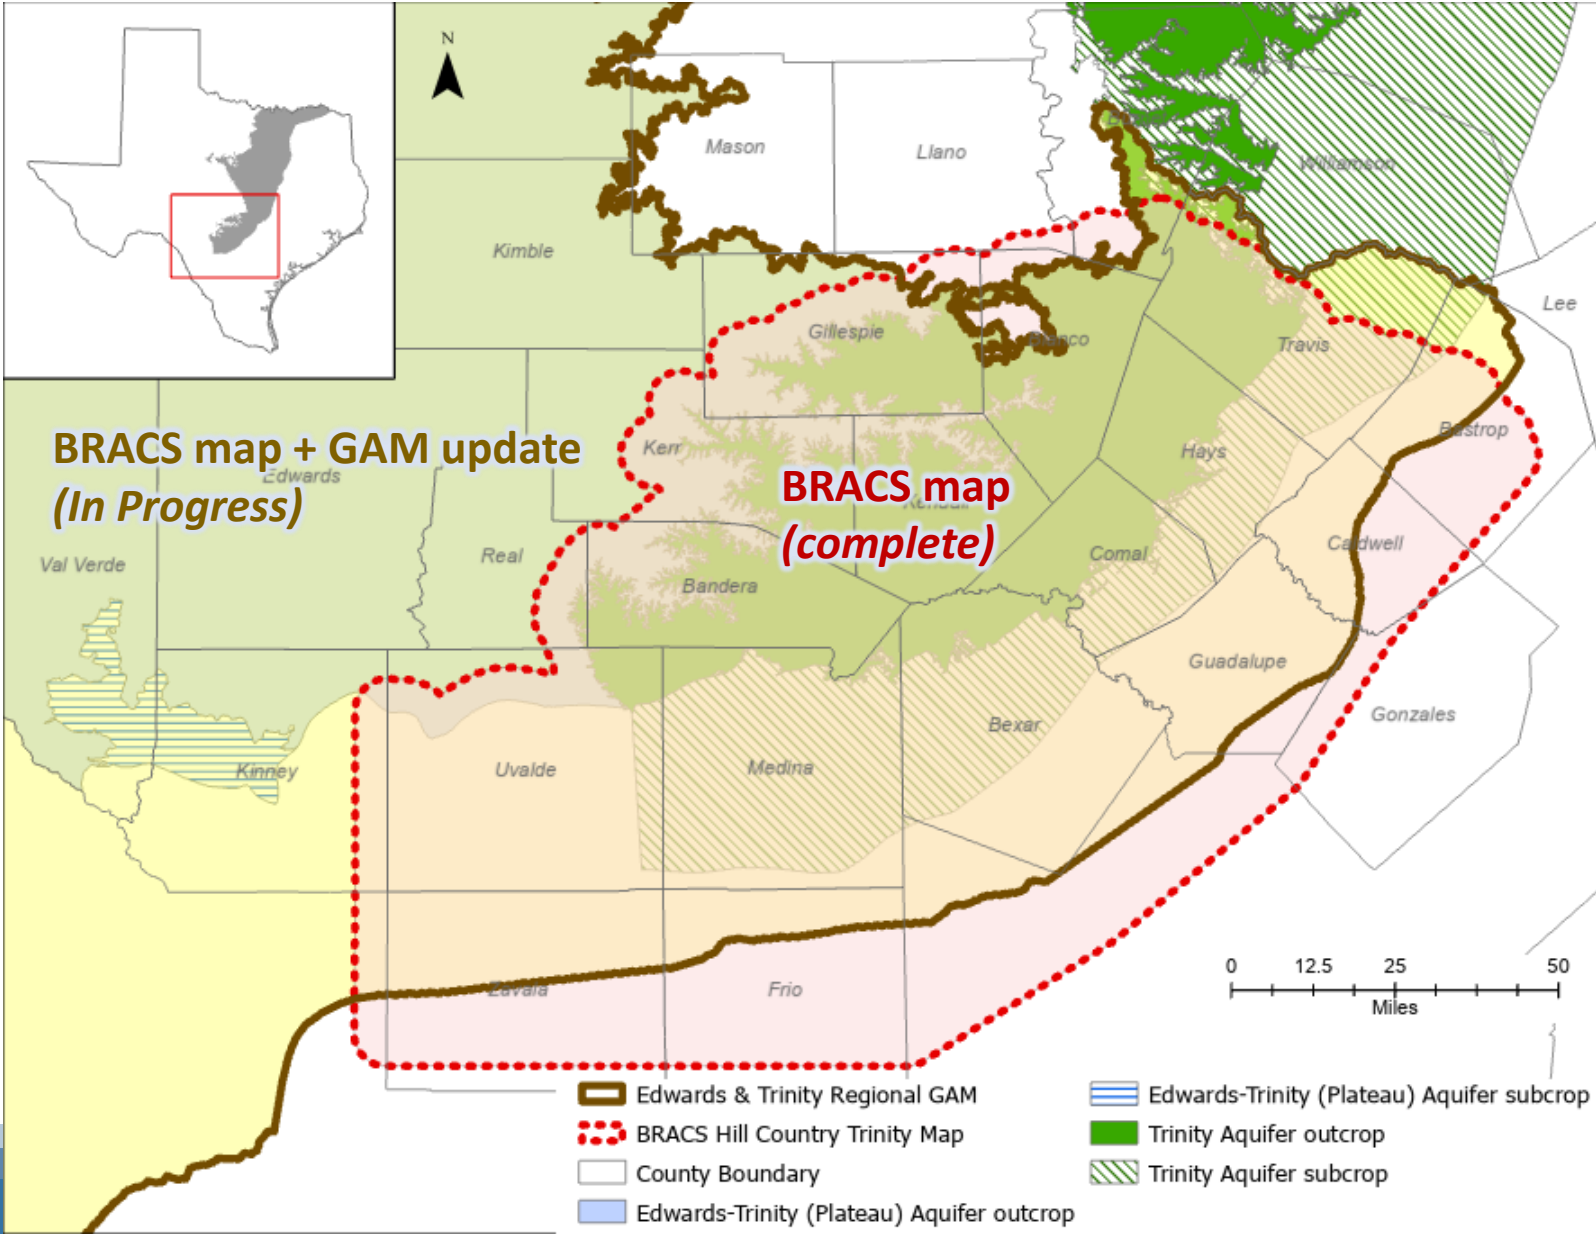 N
Burnet
Mason
Llano
Williamson
Kimble
Lee
Gillespie
Blanco
Travis
BRACS map + GAM update
(In Progress)
Edwards
Kerr
Bastrop
Hays
BRACS map
(complete)
Kendall
Caldwell
Val Verde
Real
Comal
Bandera
Guadalupe
Gonzales
Bexar
Kinney
Uvalde
Medina
Zavala
Frio
0 12.5 25 50
Miles
Edwards & Trinity Regional GAM
BRACS Hill Country Trinity Map
County Boundary
Edwards-Trinity (Plateau) Aquifer outcrop
Edwards-Trinity (Plateau) Aquifer subcrop
Trinity Aquifer outcrop
Trinity Aquifer subcrop